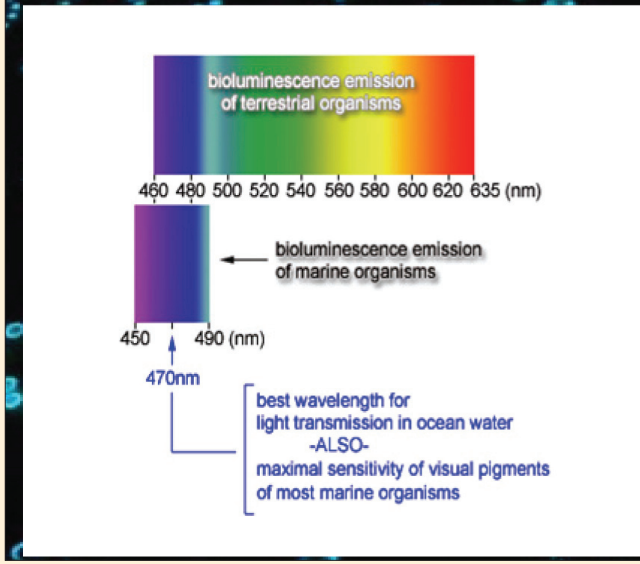 bioluminescence emission
of terrestrial organisms
460 480 500 520 540 560 580 600 620 635 (nm)
bioluminescence emission
of marine organisms
450 490 (nm)
470nm
best wavelength for
light transmission in ocean water
-ALSO-
maximal sensitivity of visual pigments
of most marine organisms